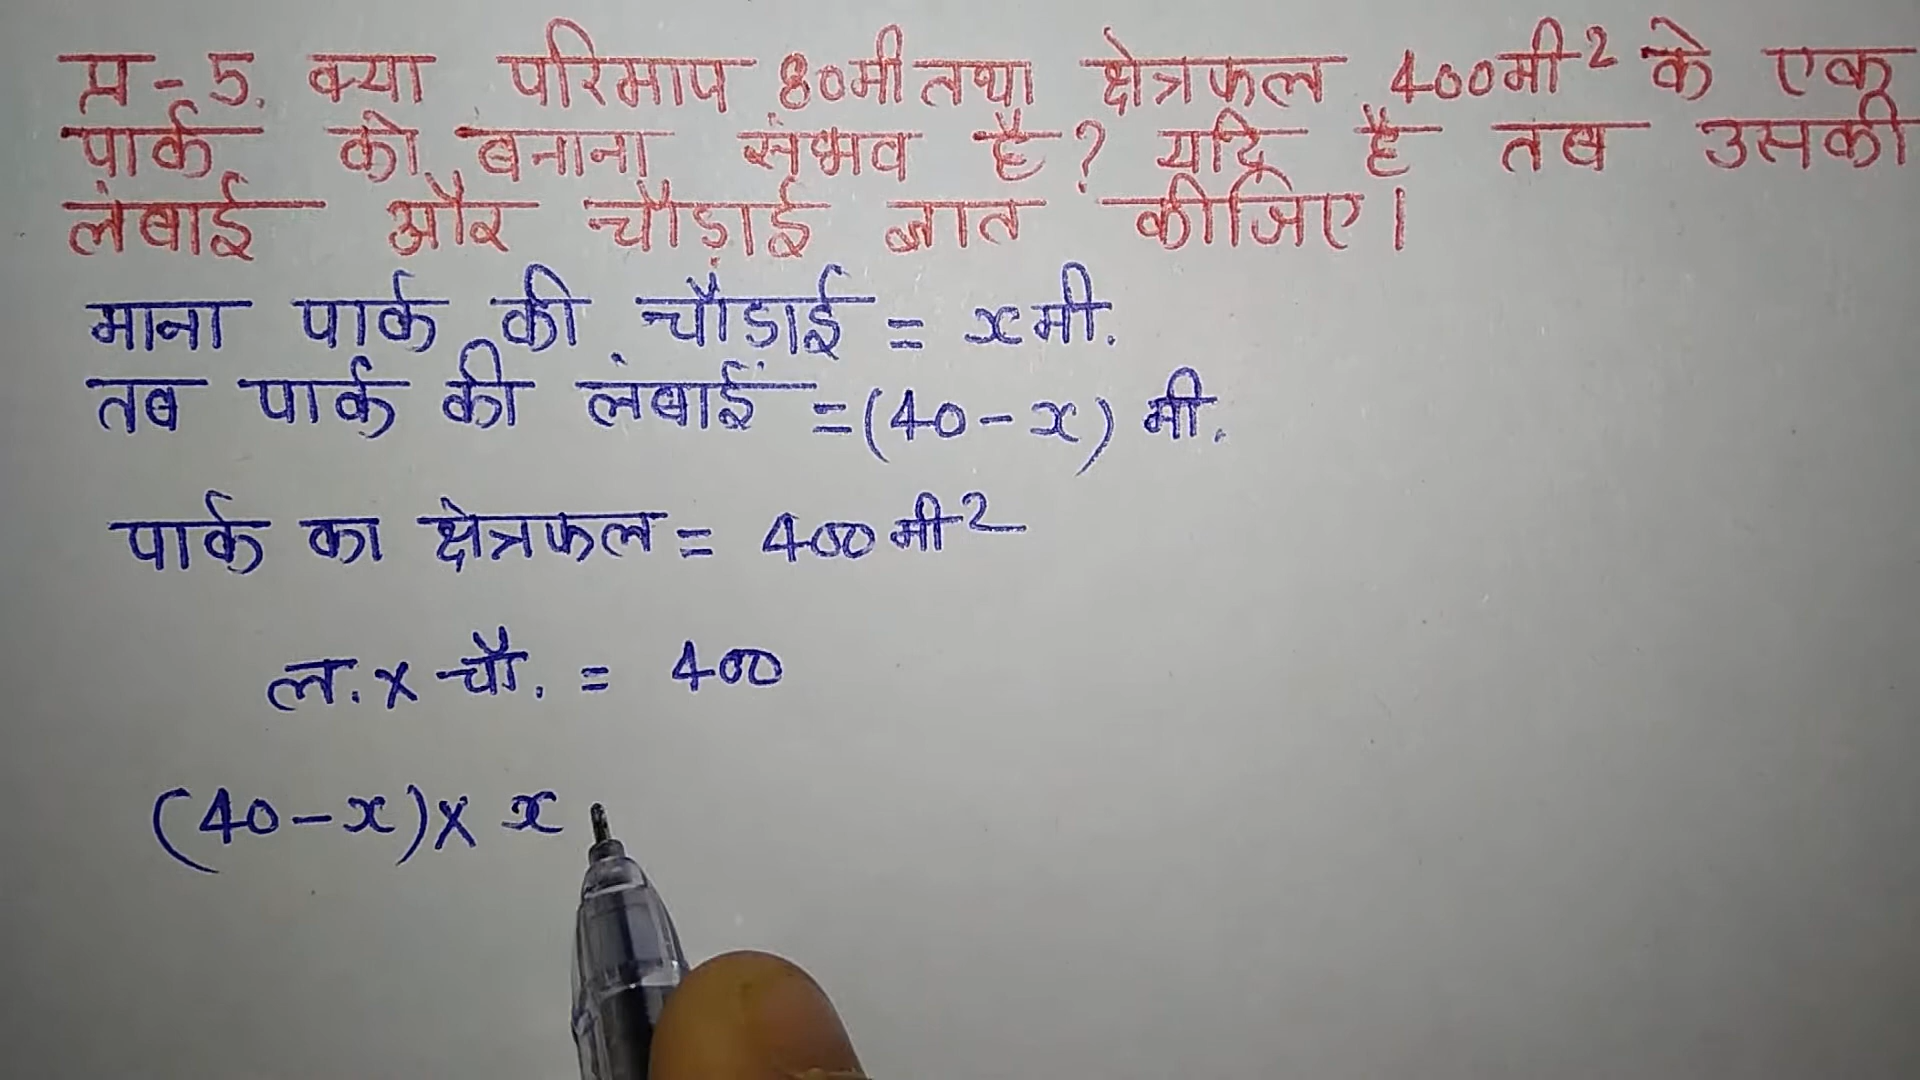 प्र-5. क्या परिमाप 80मी तथा क्षेत्रफल 400मी² के एक
पार्क को बनाना संभव है? यदि है तब उसकी
लंबाई और चौड़ाई ज्ञात कीजिए।
माना पार्क की चौड़ाई = xमी.
तब पार्क की लंबाई =(40-x) मी.
पार्क का क्षेत्रफल = 400मी²
ल. x चौ. = 400
(40-x)x x